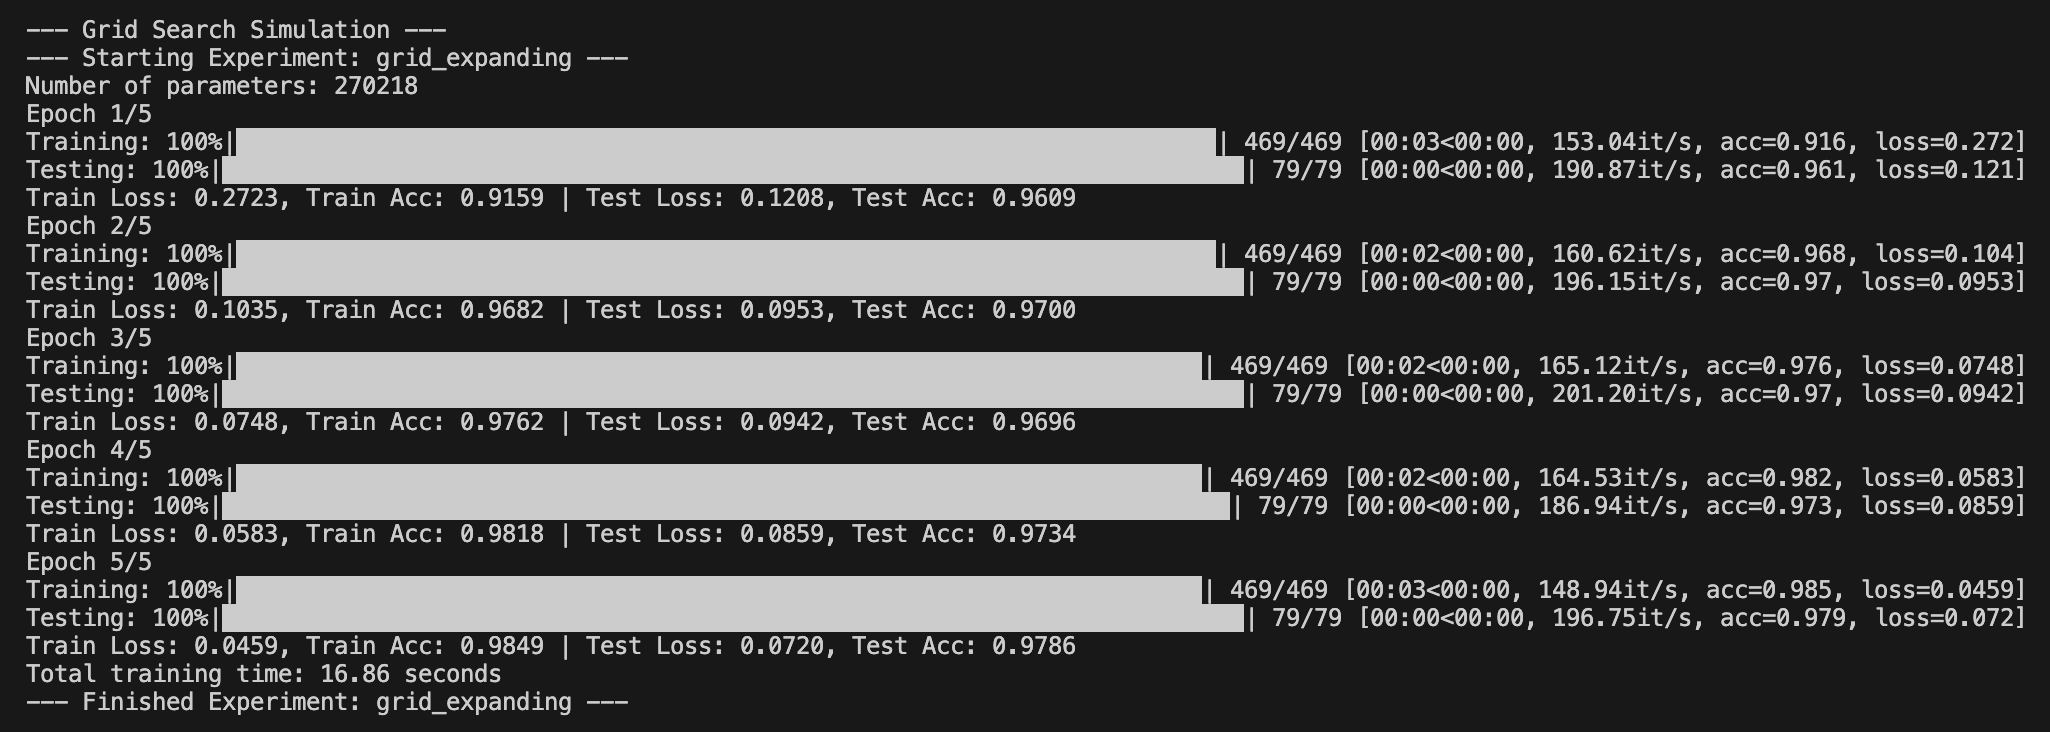 --- Grid Search Simulation ---
--- Starting Experiment: grid_expanding ---
Number of parameters: 270218
Epoch 1/5
Training: 100%|██████████| 469/469 [00:03<00:00, 153.04it/s, acc=0.916, loss=0.272]
Testing: 100%|██████████| 79/79 [00:00<00:00, 190.87it/s, acc=0.961, loss=0.121]
Train Loss: 0.2723, Train Acc: 0.9159 | Test Loss: 0.1208, Test Acc: 0.9609
Epoch 2/5
Training: 100%|██████████| 469/469 [00:02<00:00, 160.62it/s, acc=0.968, loss=0.104]
Testing: 100%|██████████| 79/79 [00:00<00:00, 196.15it/s, acc=0.97, loss=0.0953]
Train Loss: 0.1035, Train Acc: 0.9682 | Test Loss: 0.0953, Test Acc: 0.9700
Epoch 3/5
Training: 100%|██████████| 469/469 [00:02<00:00, 165.12it/s, acc=0.976, loss=0.0748]
Testing: 100%|██████████| 79/79 [00:00<00:00, 201.20it/s, acc=0.97, loss=0.0942]
Train Loss: 0.0748, Train Acc: 0.9762 | Test Loss: 0.0942, Test Acc: 0.9696
Epoch 4/5
Training: 100%|██████████| 469/469 [00:02<00:00, 164.53it/s, acc=0.982, loss=0.0583]
Testing: 100%|██████████| 79/79 [00:00<00:00, 186.94it/s, acc=0.973, loss=0.0859]
Train Loss: 0.0583, Train Acc: 0.9818 | Test Loss: 0.0859, Test Acc: 0.9734
Epoch 5/5
Training: 100%|██████████| 469/469 [00:03<00:00, 148.94it/s, acc=0.985, loss=0.0459]
Testing: 100%|██████████| 79/79 [00:00<00:00, 196.75it/s, acc=0.979, loss=0.072]
Train Loss: 0.0459, Train Acc: 0.9849 | Test Loss: 0.0720, Test Acc: 0.9786
Total training time: 16.86 seconds
--- Finished Experiment: grid_expanding ---